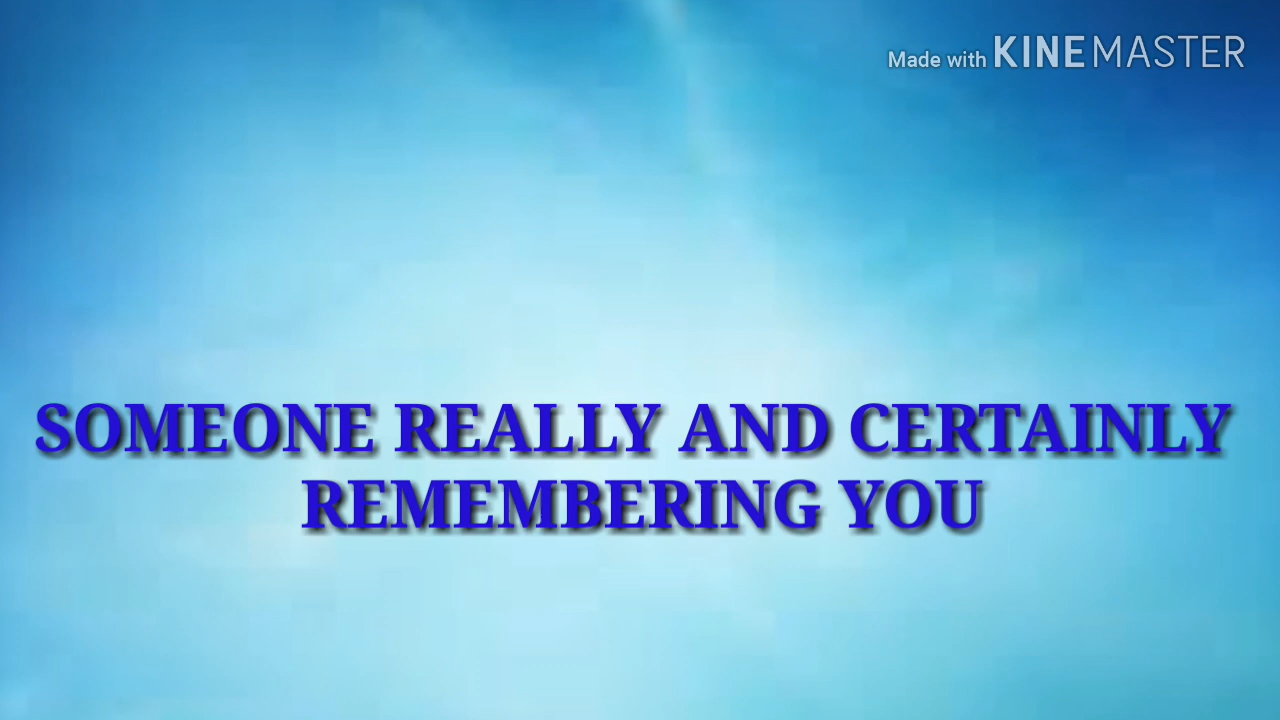 Made with KINEMASTER
SOMEONE REALLY AND CERTAINLY
REMEMBERING YOU